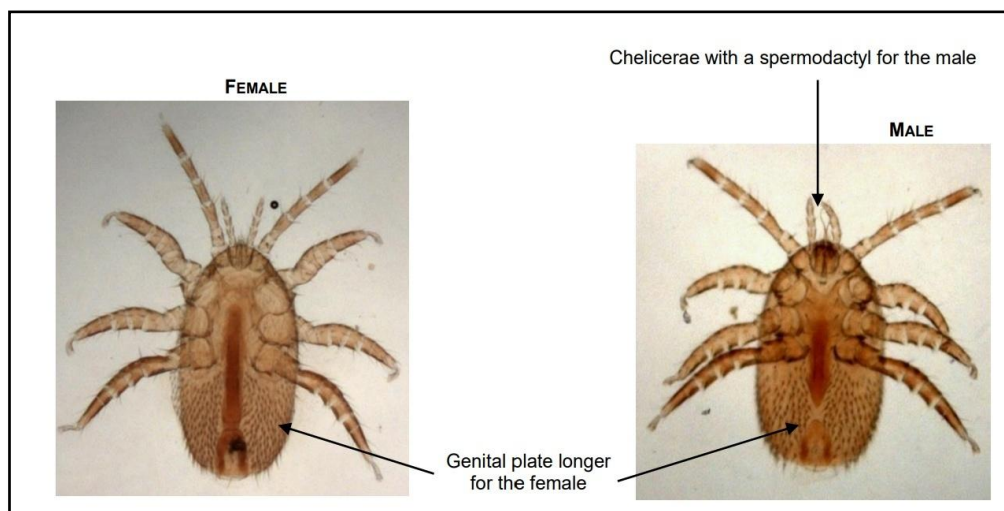 Chelicerae with a spermodactyl for the male
FEMALE
MALE
Genital plate longer
for the female